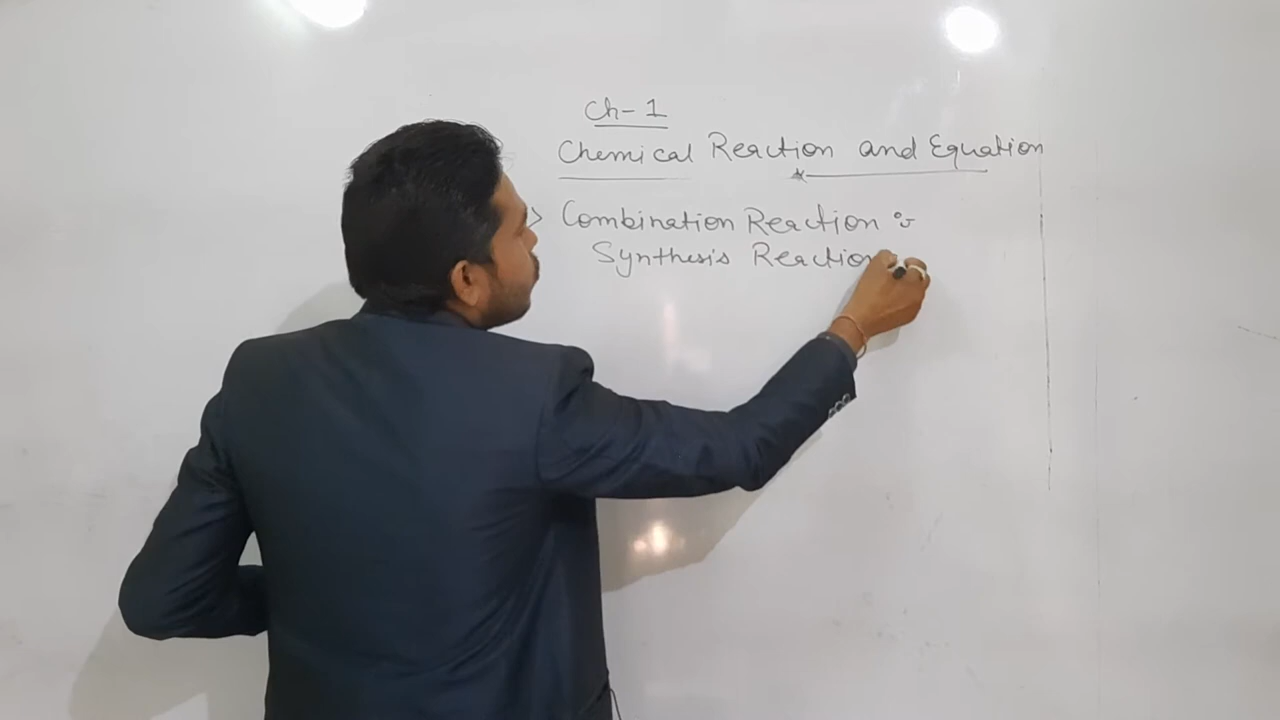 Ch-1
Chemical Reaction and Equation
> Combination Reaction or
Synthesis Reaction